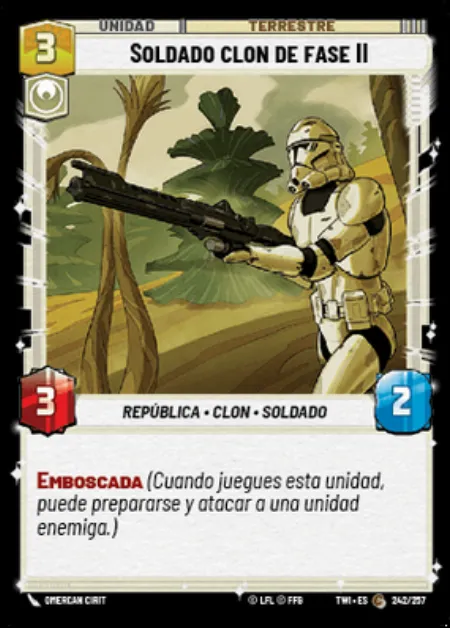 UNIDAD
TERRESTRE
3
SOLDADO CLON DE FASE II
3
REPÚBLICA • CLON • SOLDADO
2
EMBOSCADA (Cuando juegues esta unidad,
puede prepararse y atacar a una unidad
enemiga.)
OMERCAN CIRIT
© LFL © FFG
TWI • ES
242/257